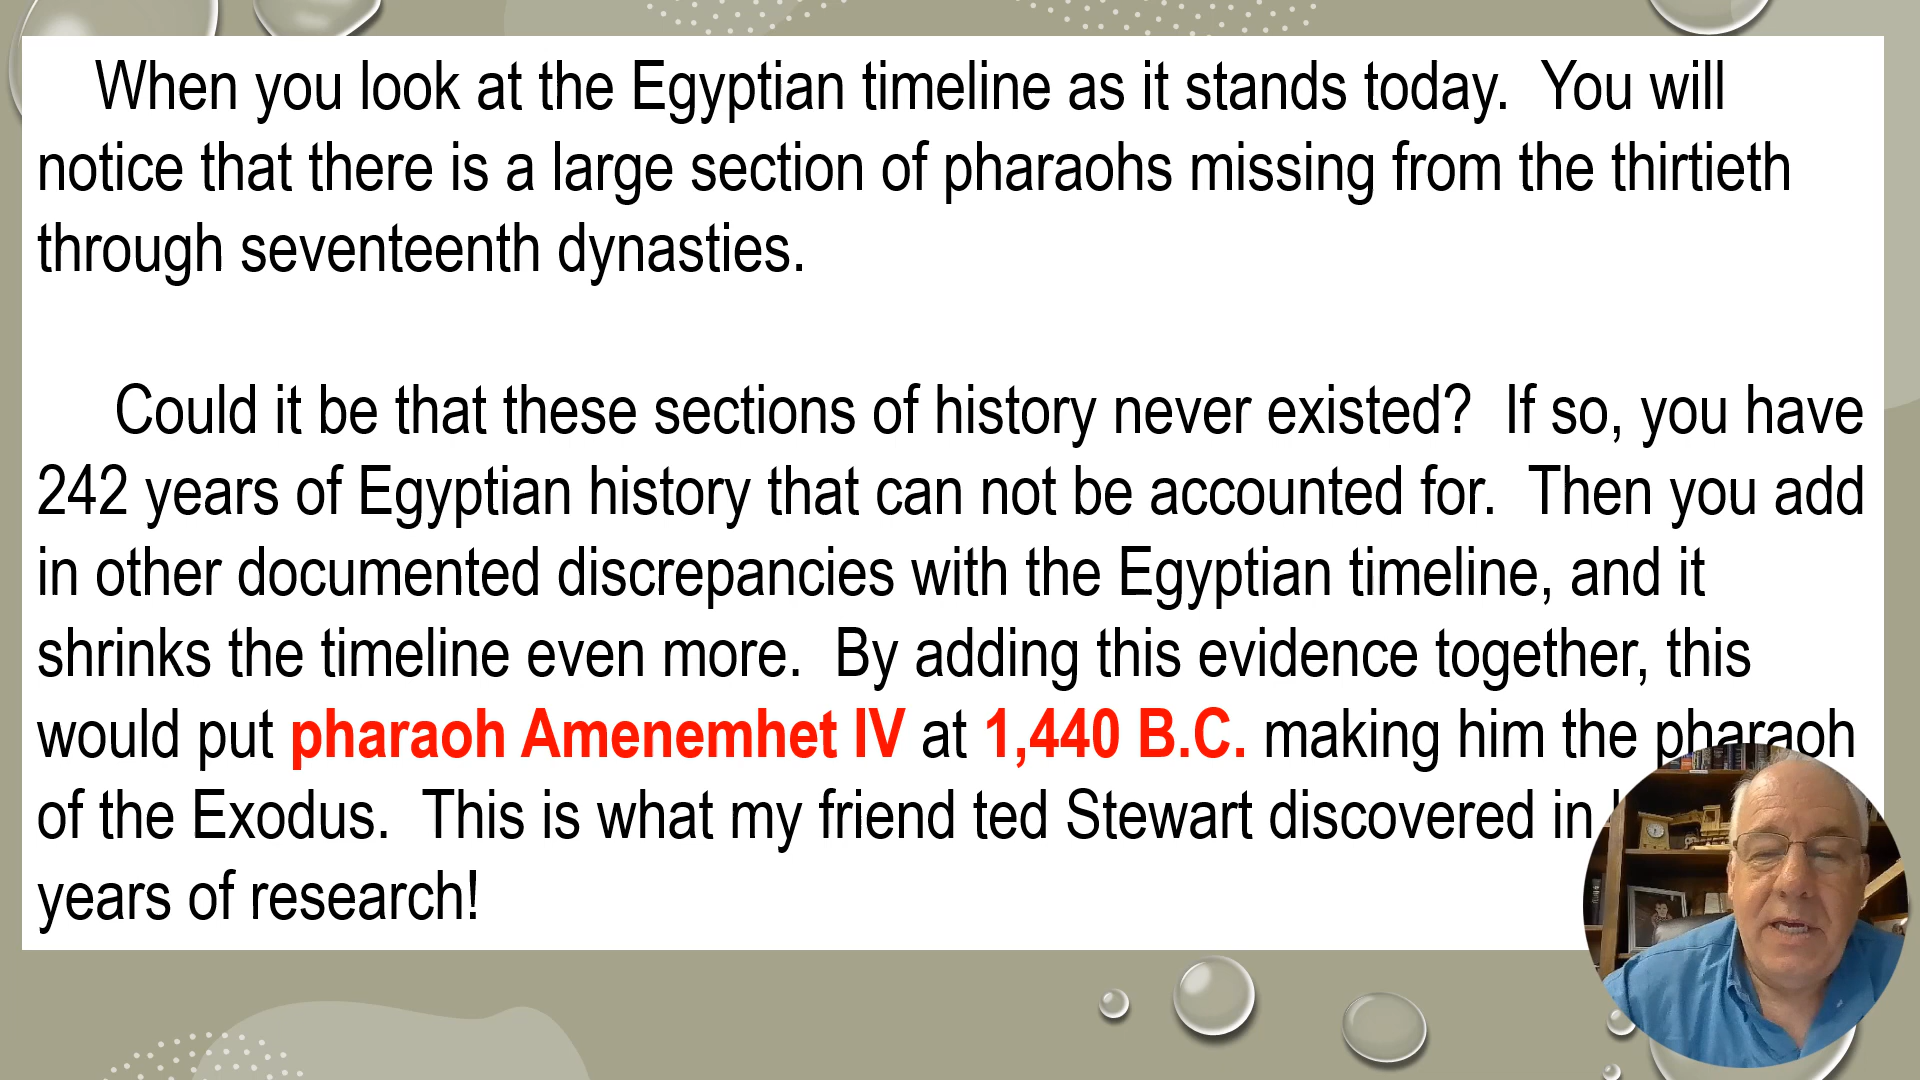 When you look at the Egyptian timeline as it stands today. You will
notice that there is a large section of pharaohs missing from the thirtieth
through seventeenth dynasties.
Could it be that these sections of history never existed? If so, you have
242 years of Egyptian history that can not be accounted for. Then you add
in other documented discrepancies with the Egyptian timeline, and it
shrinks the timeline even more. By adding this evidence together, this
would put pharaoh Amenemhet IV at 1,440 B.C. making him the pharaoh
of the Exodus. This is what my friend ted Stewart discovered in
years of research!